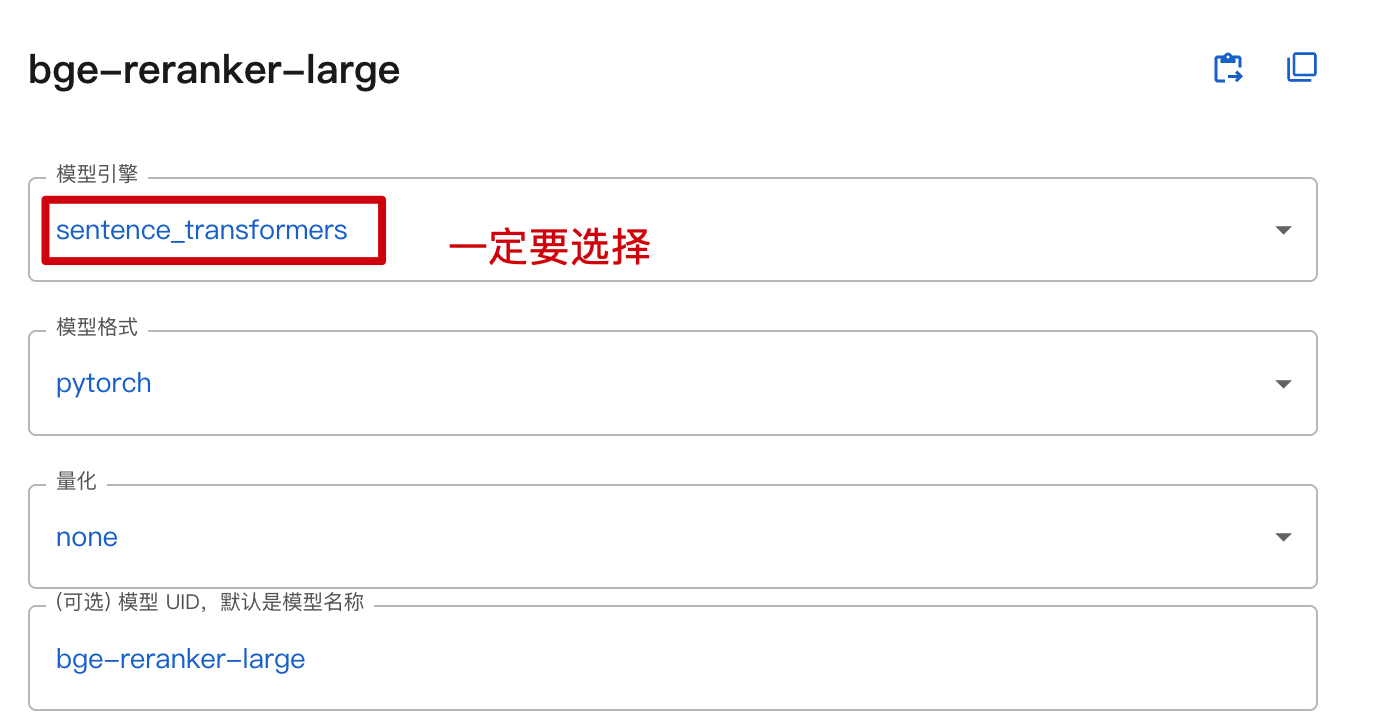 bge-reranker-large
模型引擎
sentence_transformers
一定要选择
模型格式
pytorch
量化
none
(可选) 模型 UID，默认是模型名称
bge-reranker-large